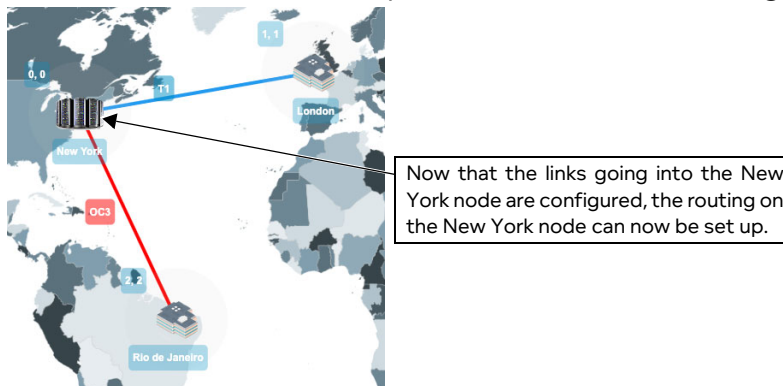 1, 1
0, 0
T1
London
New York
Now that the links going into the New
York node are configured, the routing on
the New York node can now be set up.
OC3
2, 2
Rio de Janeiro